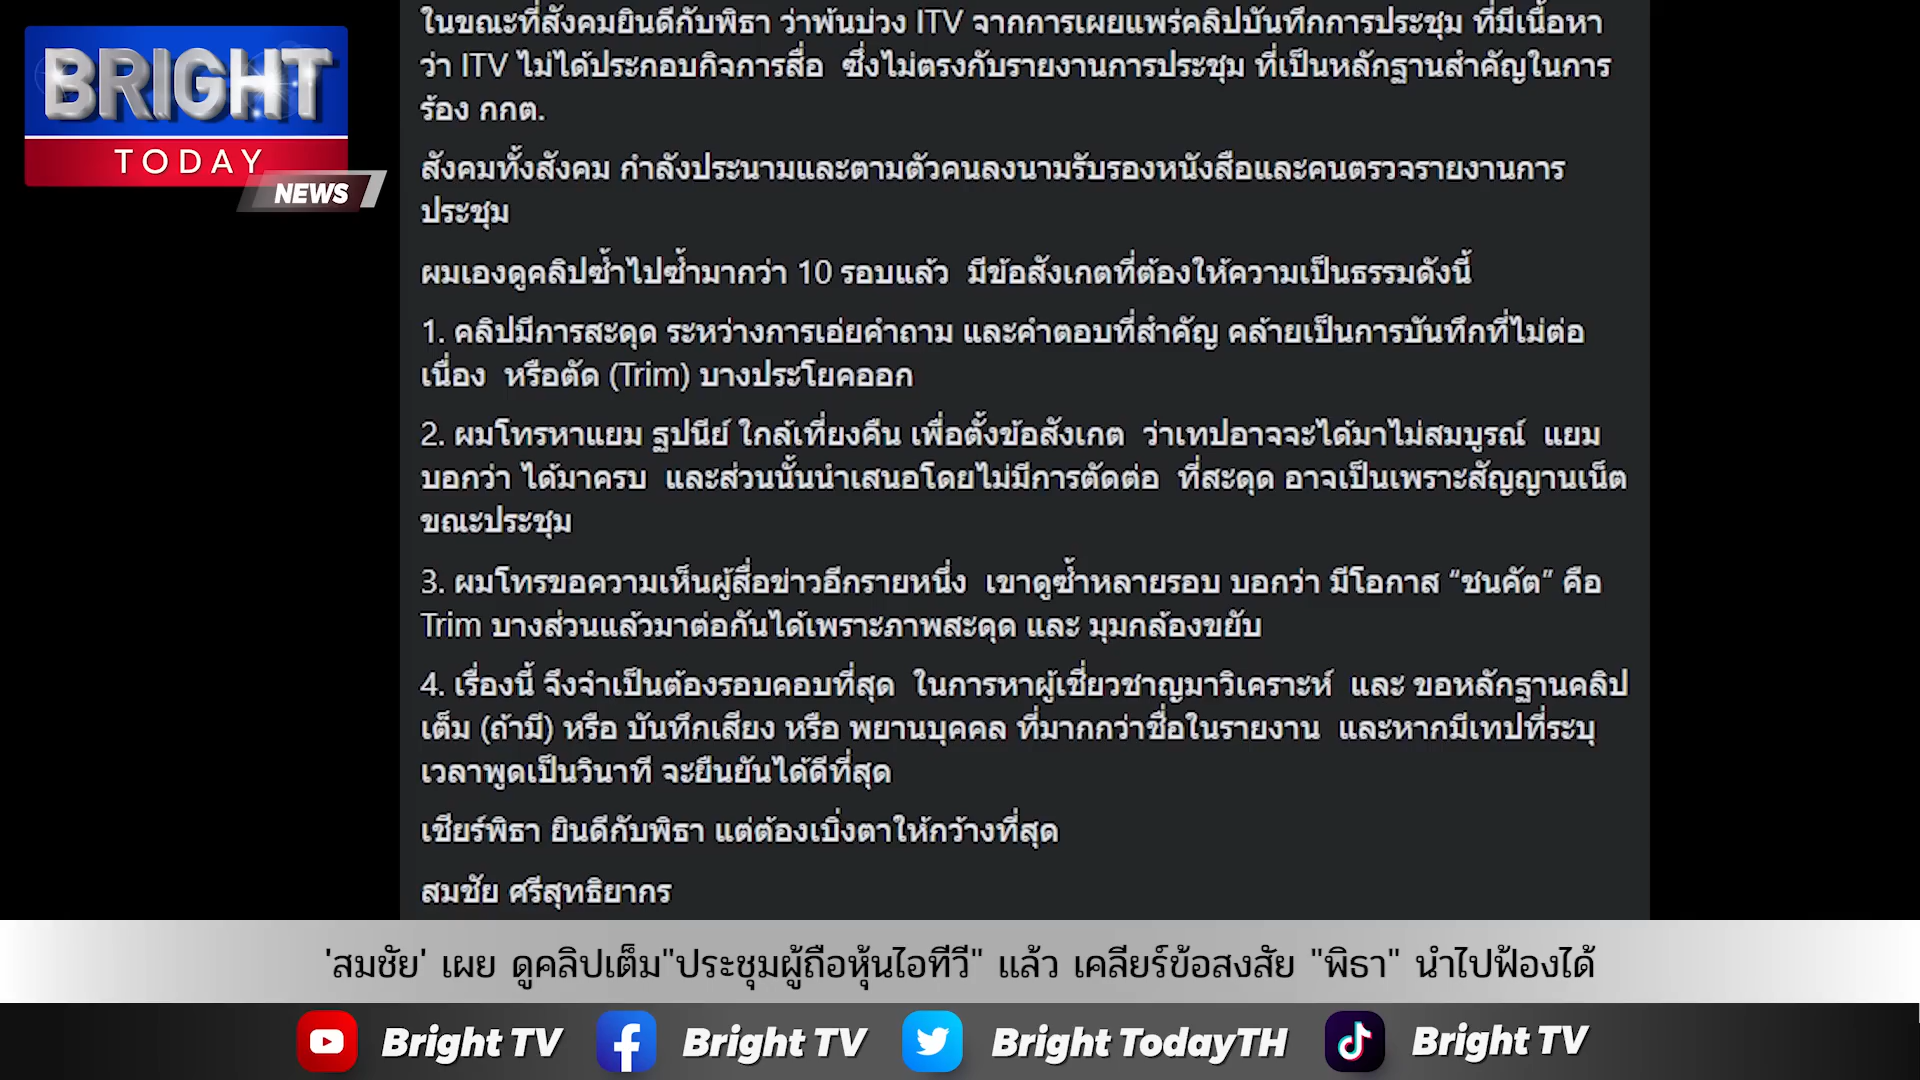 BRIGHT
TODAY
NEWS
ในขณะที่สังคมยินดีกับพิธา ว่าพ้นบ่วง ITV จากการเผยแพร่คลิปบันทึกการประชุม ที่มีเนื้อหา
ว่า ITV ไม่ได้ประกอบกิจการสื่อ ซึ่งไม่ตรงกับรายงานการประชุม ที่เป็นหลักฐานสำคัญในการ
ร้อง กกต.
สังคมทั้งสังคม กำลังประนามและตามตัวคนลงนามรับรองหนังสือและคนตรวจรายงานการ
ประชุม
ผมเองดูคลิปซ้ำไปซ้ำมากว่า 10 รอบแล้ว มีข้อสังเกตที่ต้องให้ความเป็นธรรมดังนี้
1. คลิปมีการสะดุด ระหว่างการเอ่ยคำถาม และคำตอบที่สำคัญ คล้ายเป็นการบันทึกที่ไม่ต่อ
เนื่อง หรือตัด (Trim) บางประโยคออก
2. ผมโทรหาแยม ฐปนีย์ ใกล้เที่ยงคืน เพื่อตั้งข้อสังเกต ว่าเทปอาจจะได้มาไม่สมบูรณ์ แยม
บอกว่า ได้มาครบ และส่วนนั้นนำเสนอโดยไม่มีการตัดต่อ ที่สะดุด อาจเป็นเพราะสัญญานเน็ต
ขณะประชุม
3. ผมโทรขอความเห็นผู้สื่อข่าวอีกรายหนึ่ง เขาดูซ้ำหลายรอบ บอกว่า มีโอกาส “ชนคัต” คือ
Trim บางส่วนแล้วมาต่อกันได้เพราะภาพสะดุด และ มุมกล้องขยับ
4. เรื่องนี้ จึงจำเป็นต้องรอบคอบที่สุด ในการหาผู้เชี่ยวชาญมาวิเคราะห์ และ ขอหลักฐานคลิป
เต็ม (ถ้ามี) หรือ บันทึกเสียง หรือ พยานบุคคล ที่มากกว่าชื่อในรายงาน และหากมีเทปที่ระบุ
เวลาพูดเป็นวินาที จะยืนยันได้ดีที่สุด
เชียร์พิธา ยินดีกับพิธา แต่ต้องเบิ่งตาให้กว้างที่สุด
สมชัย ศรีสุทธิยากร
'สมชัย' เผย ดูคลิปเต็ม"ประชุมผู้ถือหุ้นไอทีวี" แล้ว เคลียร์ข้อสงสัย "พิธา" นำไปฟ้องได้
Bright TV Bright TV Bright TodayTH Bright TV